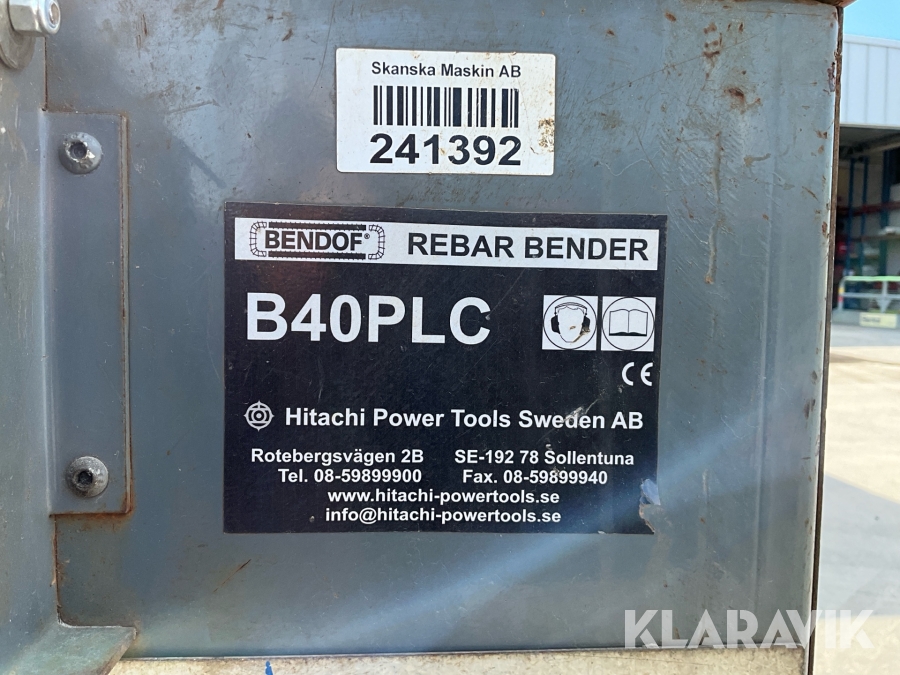 Skanska Maskin AB
241392
BENDOF® REBAR BENDER
B40PLC
CE
Hitachi Power Tools Sweden AB
Rotebergsvägen 2B SE-192 78 Sollentuna
Tel. 08-59899900 Fax. 08-59899940
www.hitachi-powertools.se
info@hitachi-powertools.se
KLARAVIK